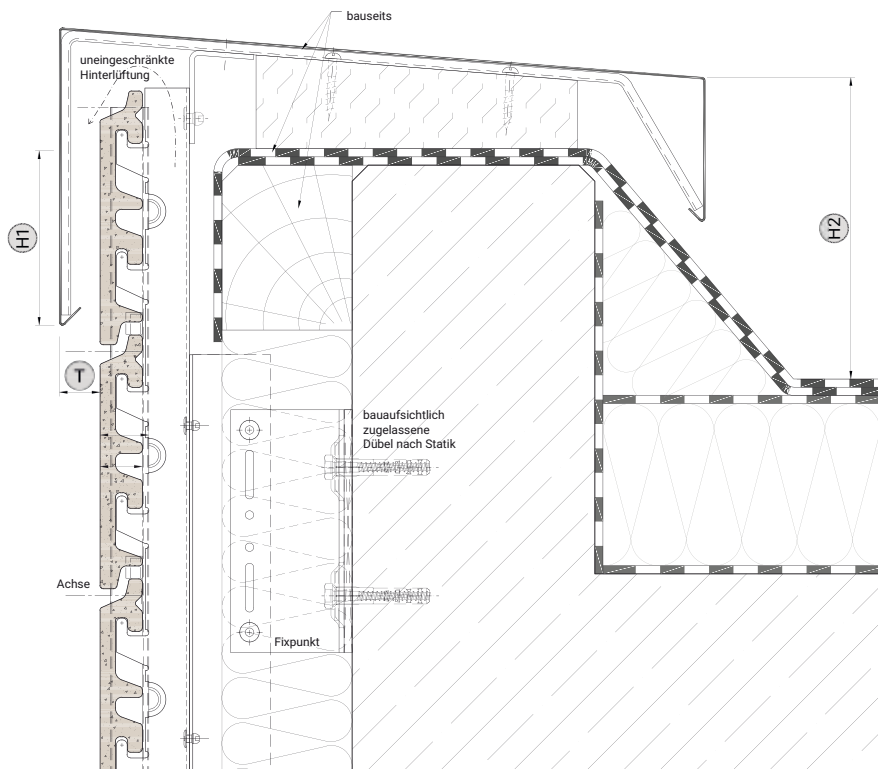 bauseits
uneingeschränkte
Hinterlüftung
H1
H2
T
bauaufsichtlich
zugelassene
Dübel nach Statik
Achse
Fixpunkt